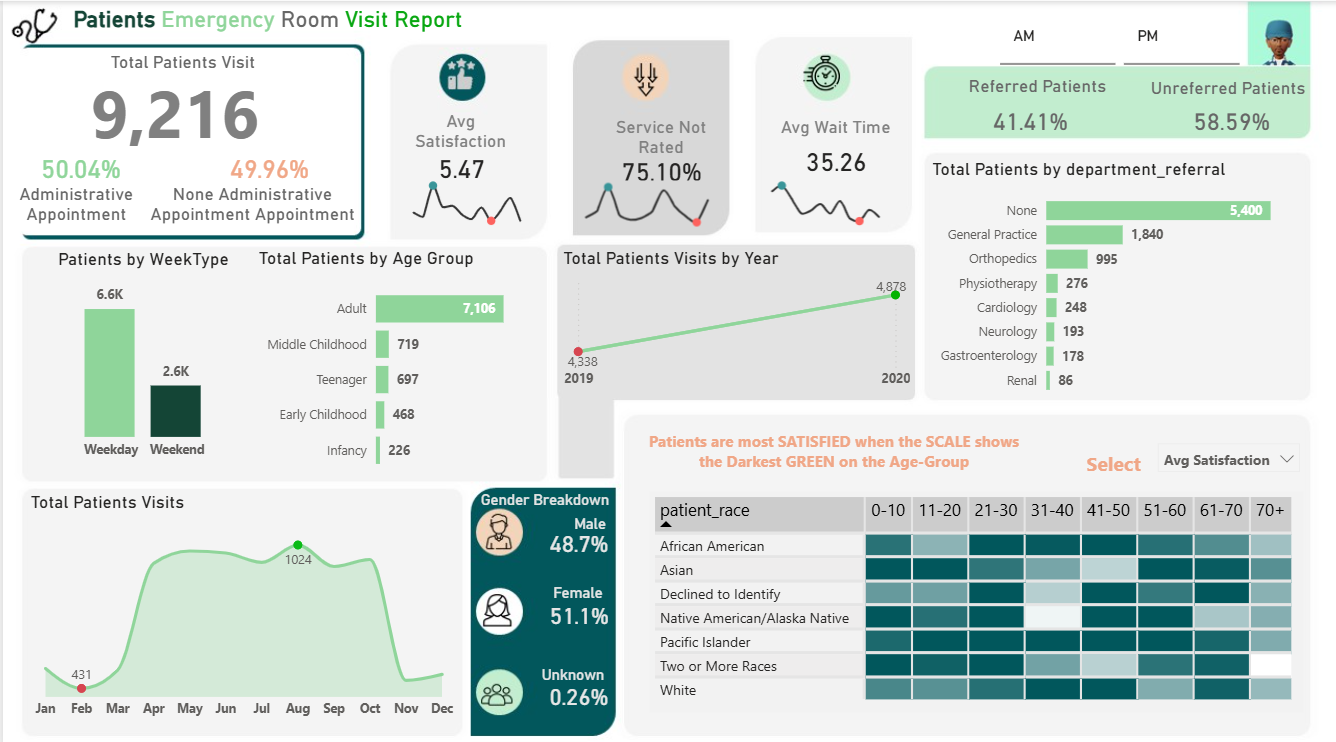 Patients Emergency Room Visit Report
AM
PM
Total Patients Visit
9,216
50.04%
Administrative
Appointment
49.96%
None Administrative
Appointment Appointment
Avg
Satisfaction
5.47
Service Not
Rated
75.10%
Avg Wait Time
35.26
Referred Patients
41.41%
Unreferred Patients
58.59%
Total Patients by department_referral
None 5,400
General Practice 1,840
Orthopedics 995
Physiotherapy 276
Cardiology 248
Neurology 193
Gastroenterology 178
Renal 86
Patients by WeekType
6.6K
2.6K
Weekday Weekend
Total Patients by Age Group
Adult 7,106
Middle Childhood 719
Teenager 697
Early Childhood 468
Infancy 226
Total Patients Visits by Year
4,878
4,338
2019 2020
Total Patients Visits
1024
431
Jan Feb Mar Apr May Jun Jul Aug Sep Oct Nov Dec
Gender Breakdown
Male
48.7%
Female
51.1%
Unknown
0.26%
Patients are most SATISFIED when the SCALE shows
the Darkest GREEN on the Age-Group
Select
Avg Satisfaction
patient_race 0-10 11-20 21-30 31-40 41-50 51-60 61-70 70+
African American
Asian
Declined to Identify
Native American/Alaska Native
Pacific Islander
Two or More Races
White